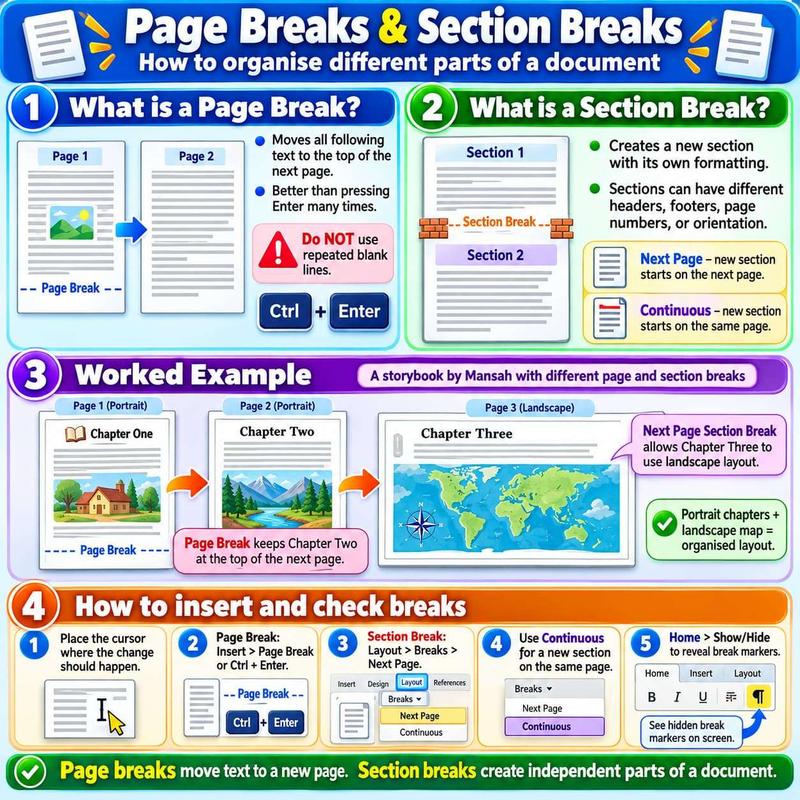 Page Breaks & Section Breaks
How to organise different parts of a document
1 What is a Page Break?
Page 1
Page Break
Page 2
Moves all following
text to the top of the
next page.
Better than pressing
Enter many times.
Do NOT use
repeated blank
lines.
Ctrl + Enter
2 What is a Section Break?
Section 1
Section Break
Section 2
Creates a new section
with its own formatting.
Sections can have different
headers, footers, page
numbers, or orientation.
Next Page – new section
starts on the next page.
Continuous – new section
starts on the same page.
3 Worked Example
A storybook by Mansah with different page and section breaks
Page 1 (Portrait)
Chapter One
Page Break
Page 2 (Portrait)
Chapter Two
Page Break keeps Chapter Two
at the top of the next page.
Page 3 (Landscape)
Chapter Three
Next Page Section Break
allows Chapter Three to
use landscape layout.
Portrait chapters +
landscape map =
organised layout.
4 How to insert and check breaks
1 Place the cursor
where the change
should happen.
2 Page Break:
Insert > Page Break
or Ctrl + Enter.
Page Break
Ctrl + Enter
3 Section Break:
Layout > Breaks >
Next Page.
Insert Design Layout References
Breaks
Next Page
Continuous
4 Use Continuous
for a new section
on the same page.
Breaks
Next Page
Continuous
5 Home > Show/Hide
to reveal break markers.
Home Insert Layout
B I U ¶
See hidden break
markers on screen.
Page breaks move text to a new page. Section breaks create independent parts of a document.